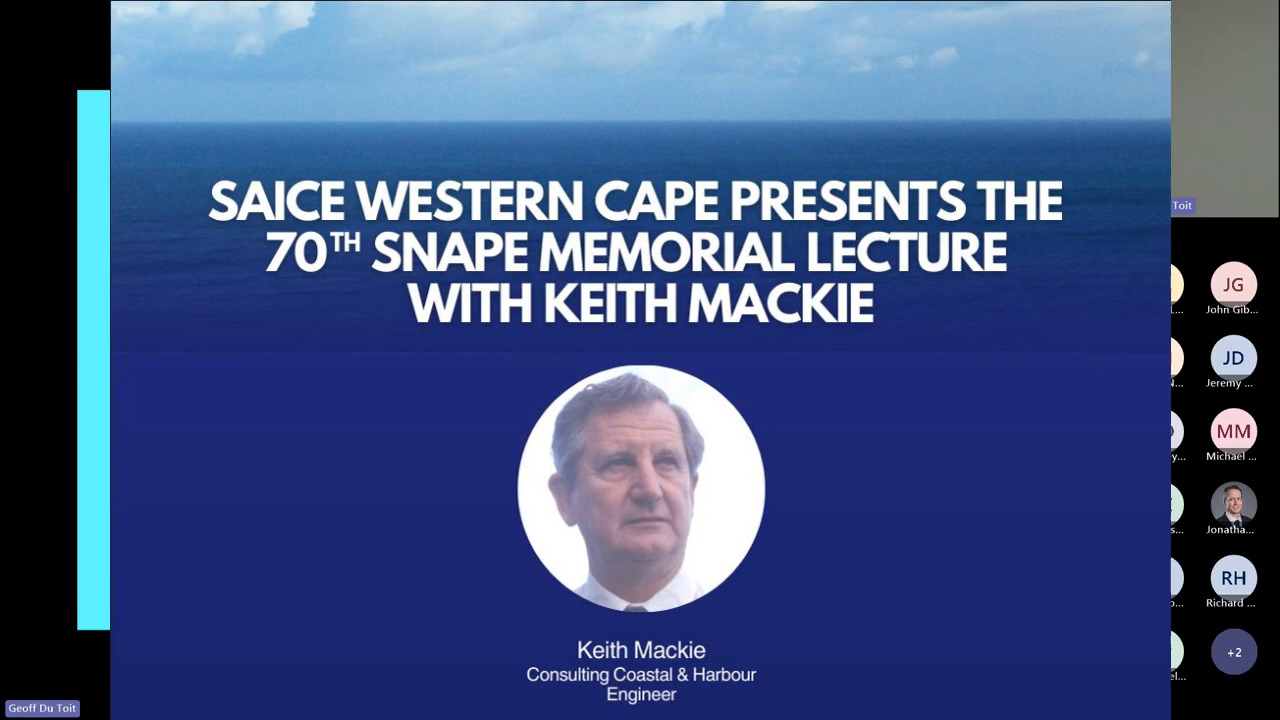 SAICE WESTERN CAPE PRESENTS THE
70TH SNAPE MEMORIAL LECTURE
WITH KEITH MACKIE
Keith Mackie
Consulting Coastal & Harbour
Engineer
Geoff Du Toit
Toit
JG
John Gib...
JD
Jeremy ...
MM
Michael ...
Jonatha...
RH
Richard ...
+2